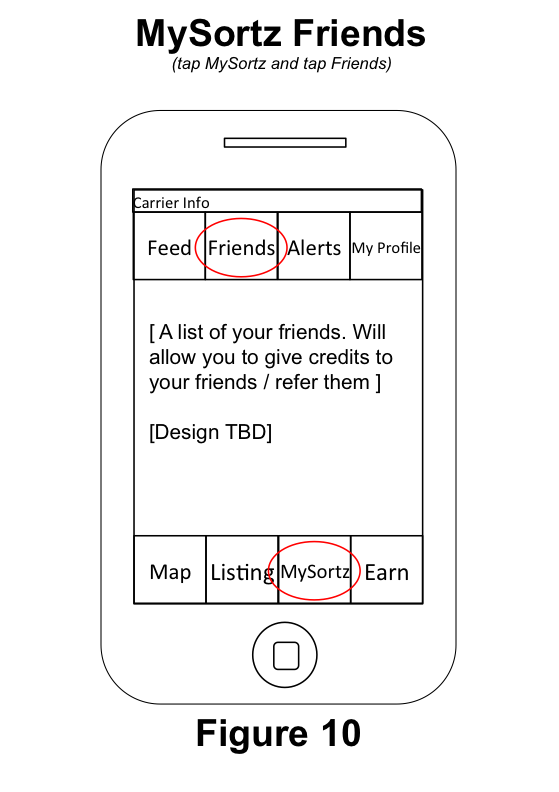 MySortz Friends
(tap MySortz and tap Friends)
Carrier Info
Feed Friends Alerts My Profile
[ A list of your friends. Will
allow you to give credits to
your friends / refer them ]
[Design TBD]
Map Listing MySortz Earn
Figure 10